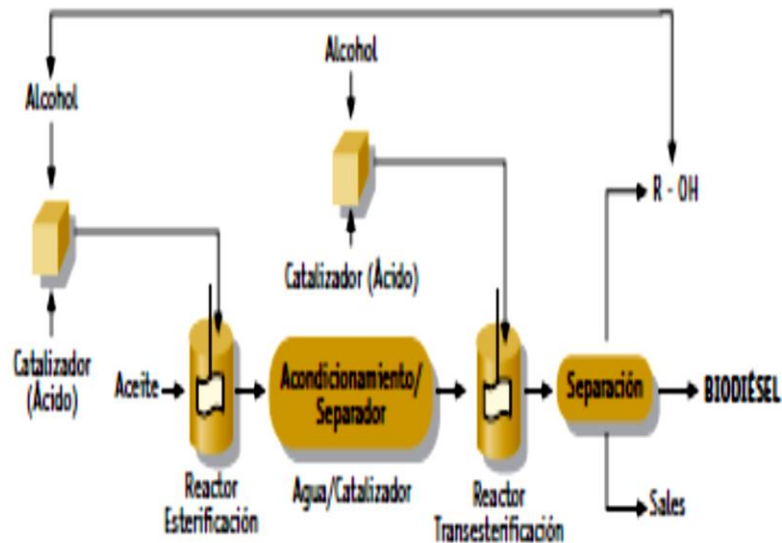 Alcohol
Alcohol
R - OH
Catalizador (Ácido)
Catalizador
(Ácido)
Aceite
Acondicionamiento/
Separador
Separación
BIODIÉSEL
Reactor
Esterificación
Agua/Catalizador
Reactor
Transesterificación
Sales